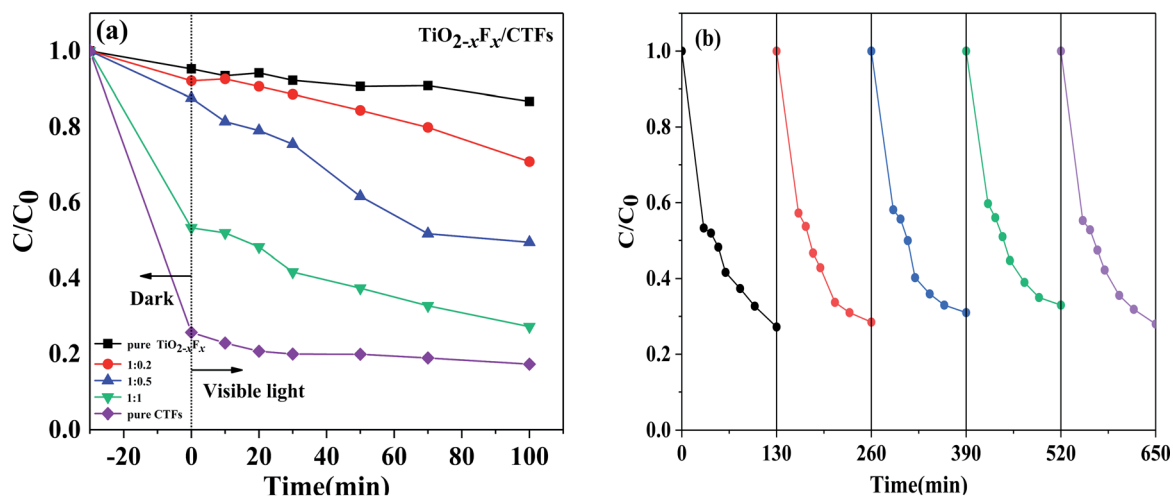 (a)
TiO2-xFx/CTFs
C/C0
1.0
0.8
0.6
0.4
0.2
0.0
Dark
Visible light
pure TiO2-xFx
1:0.2
1:0.5
1:1
pure CTFs
-20 0 20 40 60 80 100
Time(min)
(b)
C/C0
1.0
0.8
0.6
0.4
0.2
0.0
0 130 260 390 520 650
Time(min)